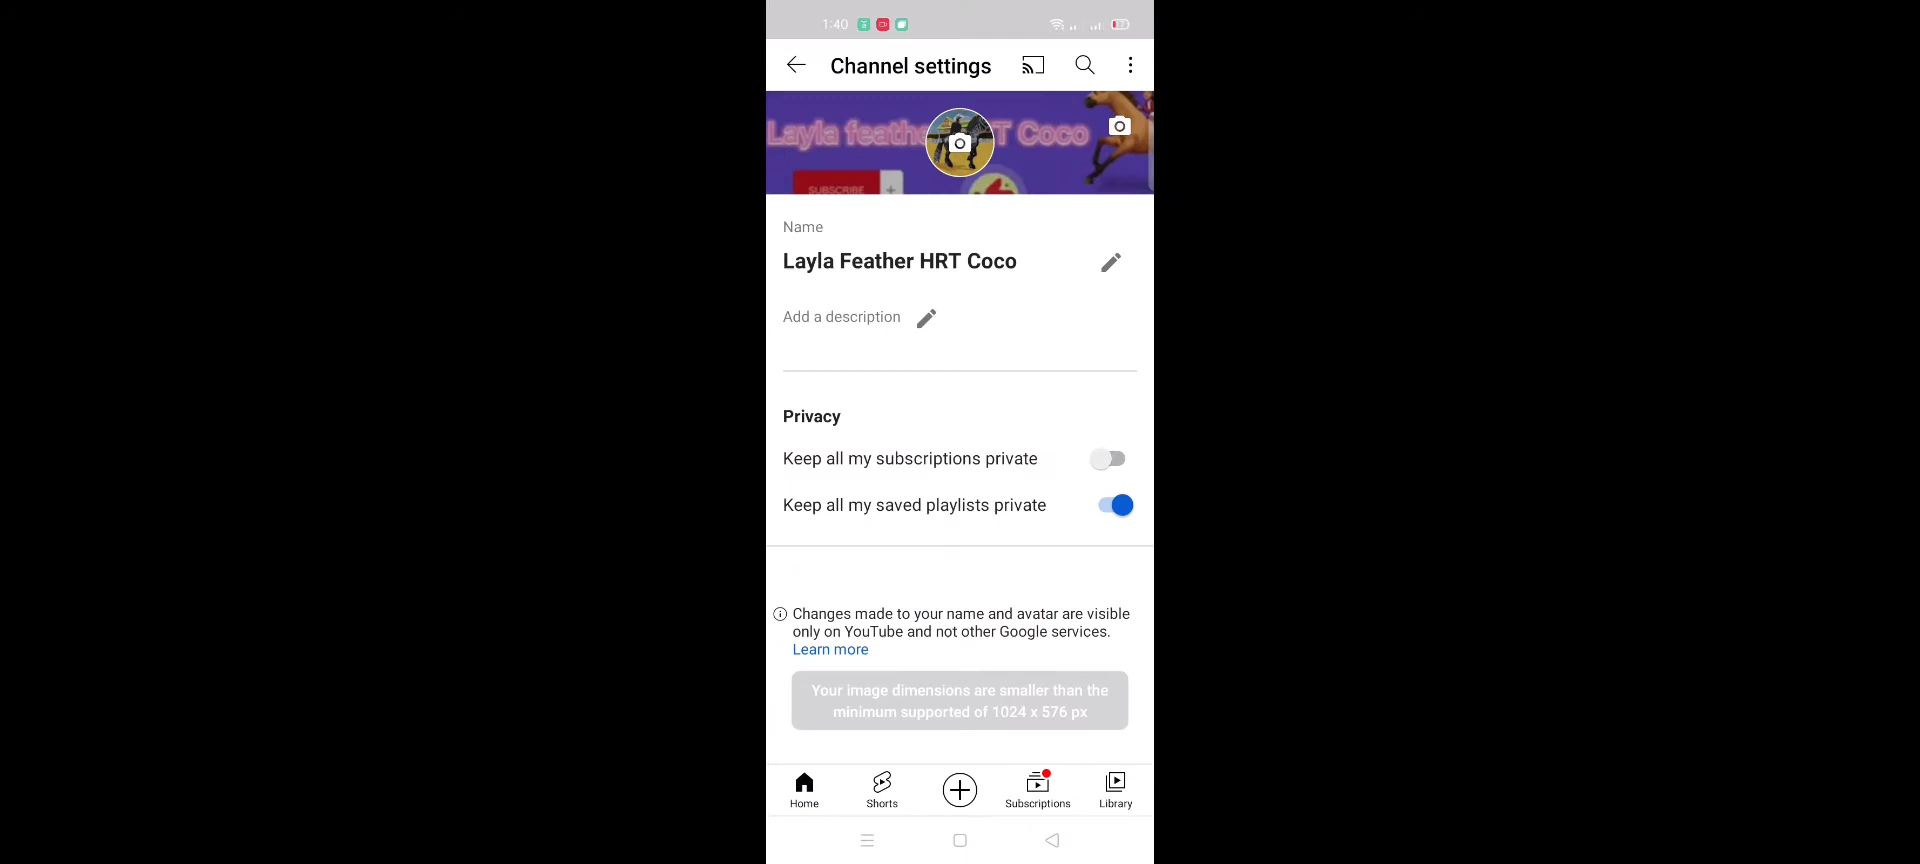 1:40
Channel settings
Layla feathe RT Coco
SUBSCRIBE +
Name
Layla Feather HRT Coco
Add a description
Privacy
Keep all my subscriptions private
Keep all my saved playlists private
Changes made to your name and avatar are visible
only on YouTube and not other Google services.
Learn more
Your image dimensions are smaller than the
minimum supported of 1024 x 576 px
Home Shorts Subscriptions Library